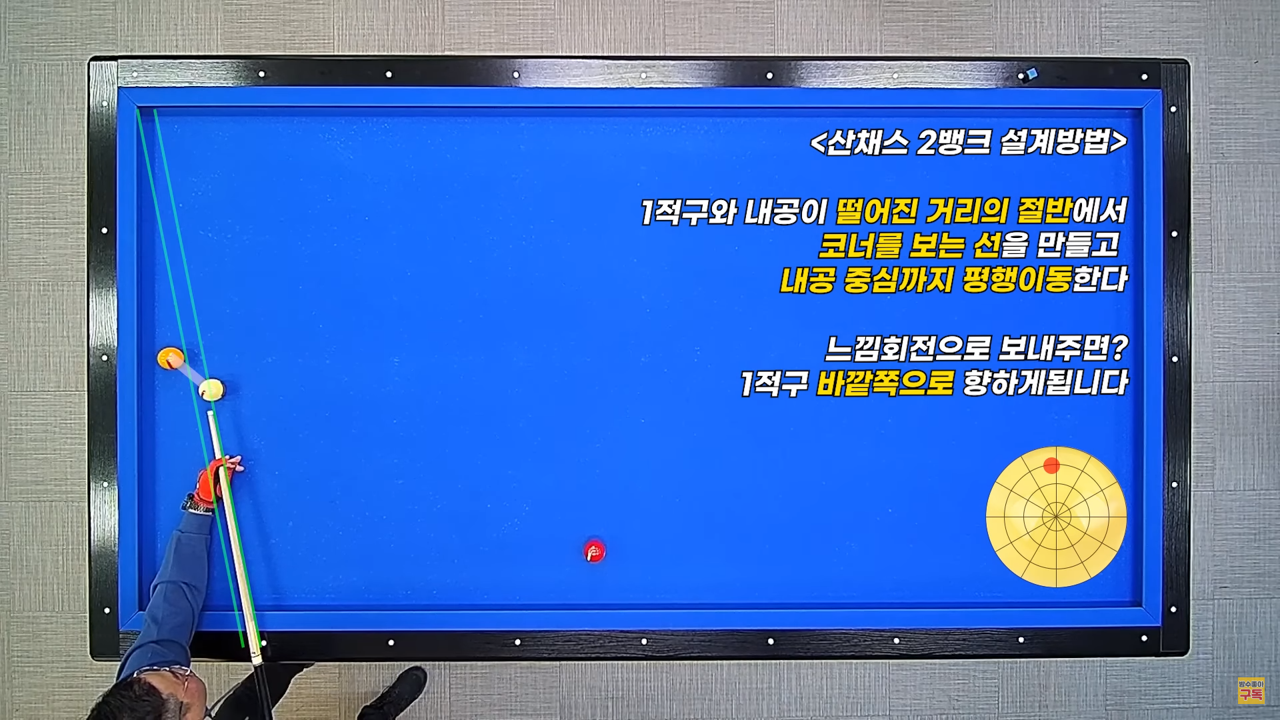 <산채스 2뱅크 설계방법>
1적구와 내공이 떨어진 거리의 절반에서
코너를 보는 선을 만들고
내공 중심까지 평행이동한다
느낌회전으로 보내주면?
1적구 바깥쪽으로 향하게됩니다
구독